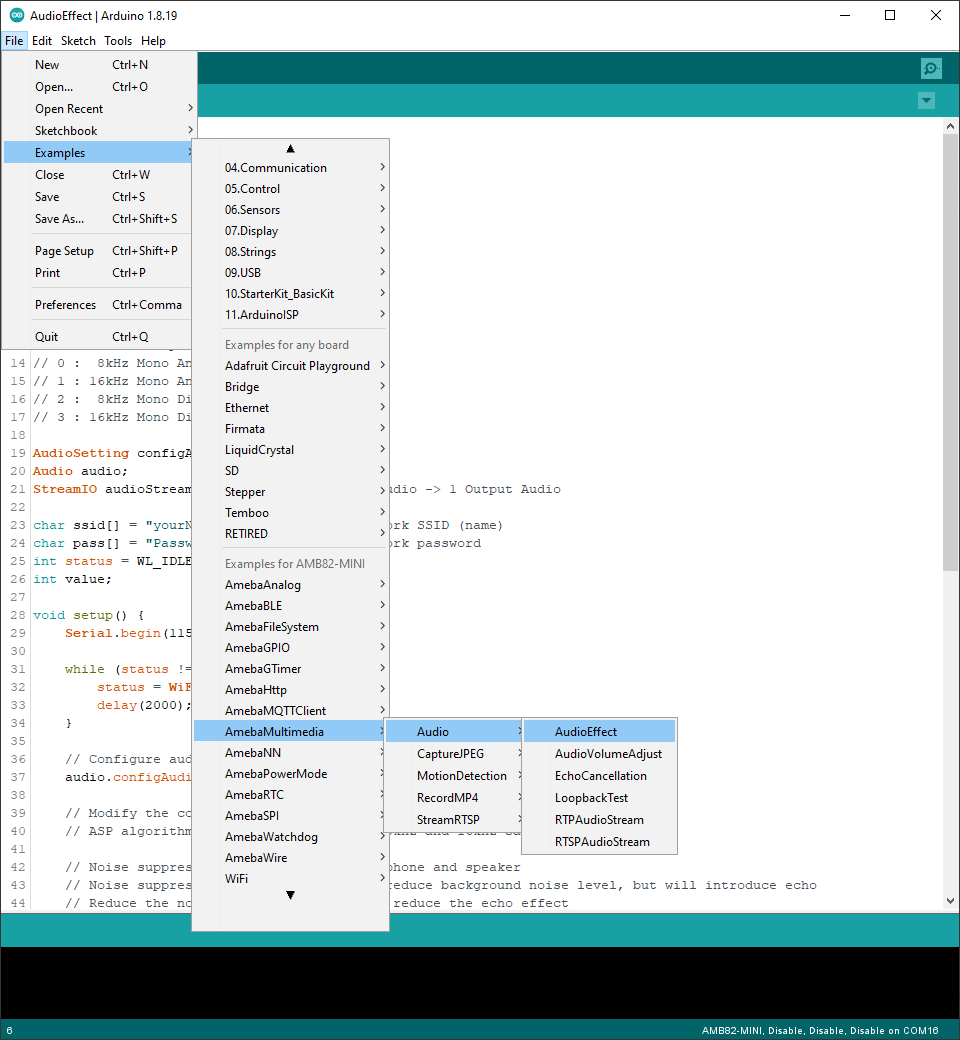 AudioEffect | Arduino 1.8.19
File Edit Sketch Tools Help
New Ctrl+N
Open... Ctrl+O
Open Recent
Sketchbook
Examples
Close Ctrl+W
Save Ctrl+S
Save As... Ctrl+Shift+S
Page Setup Ctrl+Shift+P
Print Ctrl+P
Preferences Ctrl+Comma
Quit Ctrl+Q
04.Communication
05.Control
06.Sensors
07.Display
08.Strings
09.USB
10.StarterKit_BasicKit
11.ArduinoISP
Examples for any board
Adafruit Circuit Playground
Bridge
Ethernet
Firmata
LiquidCrystal
SD
Stepper
Temboo
RETIRED
Examples for AMB82-MINI
AmebaAnalog
AmebaBLE
AmebaFileSystem
AmebaGPIO
AmebaGTimer
AmebaHttp
AmebaMQTTClient
AmebaMultimedia
AmebaNN
AmebaPowerMode
AmebaRTC
AmebaSPI
AmebaWatchdog
AmebaWire
WiFi
Audio
CaptureJPEG
MotionDetection
RecordMP4
StreamRTSP
AudioEffect
AudioVolumeAdjust
EchoCancellation
LoopbackTest
RTPAudioStream
RTSPAudioStream
14 // 0 : 8kHz Mono An
15 // 1 : 16kHz Mono An
16 // 2 : 8kHz Mono Di
17 // 3 : 16kHz Mono Di
18
19 AudioSetting configA
20 Audio audio;
21 StreamIO audioStream udio -> 1 Output Audio
22
23 char ssid[] = "yourN ork SSID (name)
24 char pass[] = "Passw ork password
25 int status = WL_IDLE
26 int value;
27
28 void setup() {
29 Serial.begin(115
30
31 while (status !=
32 status = WiF
33 delay(2000);
34 }
35
36 // Configure aud
37 audio.configAudi
38
39 // Modify the co
40 // ASP algorithm
41
42 // Noise suppres phone and speaker
43 // Noise suppres reduce background noise level, but will introduce echo
44 // Reduce the no reduce the echo effect
6 AMB82-MINI, Disable, Disable, Disable on COM16